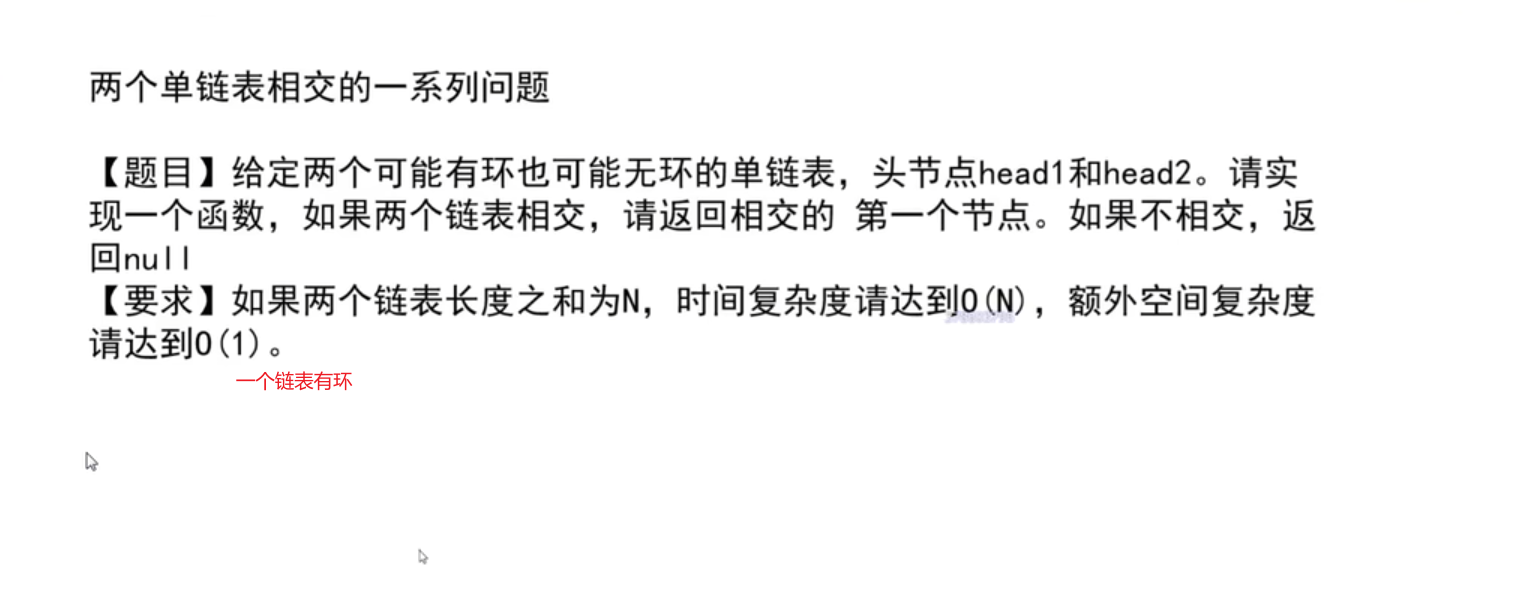 两个单链表相交的一系列问题
【题目】给定两个可能有环也可能无环的单链表，头节点head1和head2。请实
现一个函数，如果两个链表相交，请返回相交的 第一个节点。如果不相交，返
回null
【要求】如果两个链表长度之和为N，时间复杂度请达到O(N)，额外空间复杂度
请达到O(1)。
一个链表有环